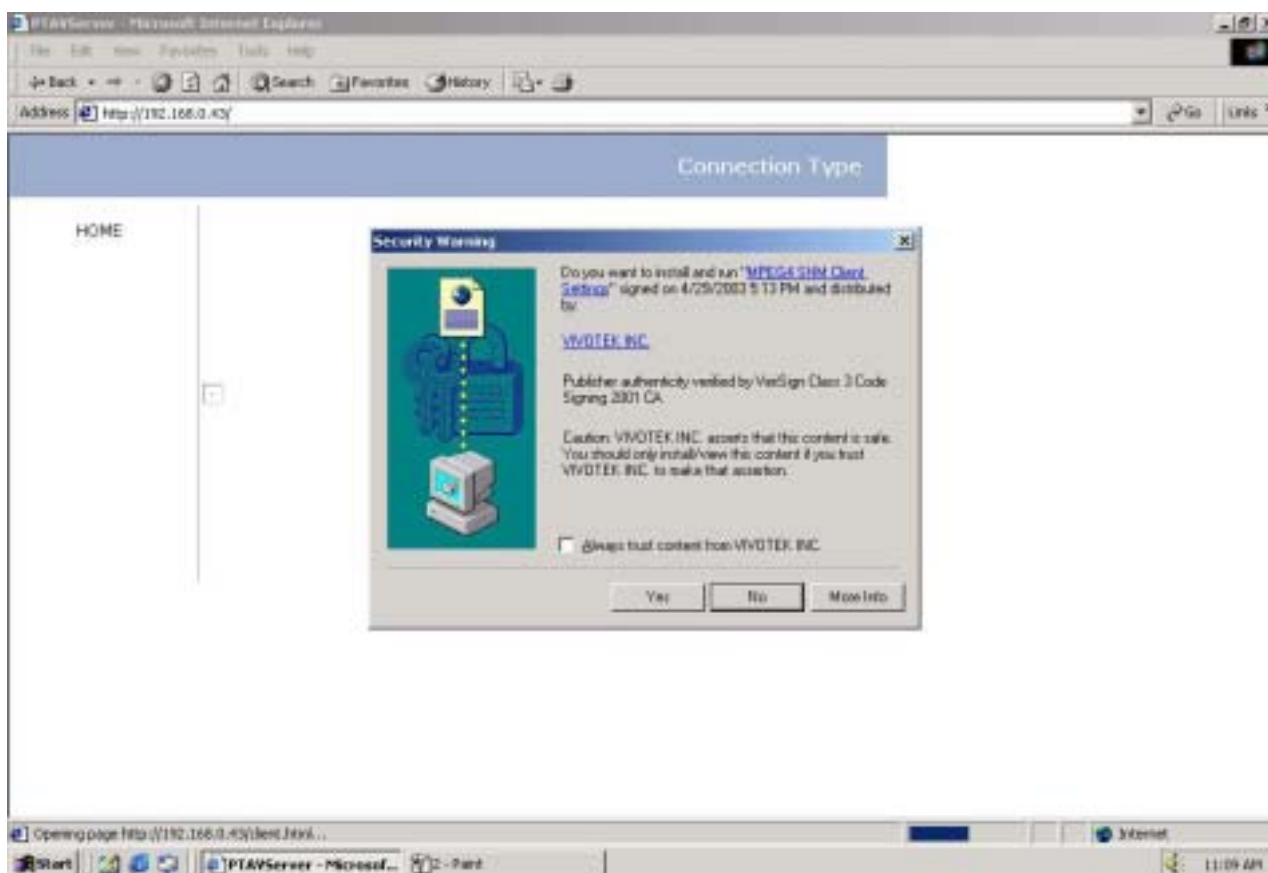 PTAVServer - Microsoft Internet Explorer
File Edit View Favorites Tools Help
Back Search Favorites History
Address http://192.168.0.43/ Go Links
Connection Type
HOME
Security Warning
Do you want to install and run "MPEG4 SHM Client
Settings" signed on 4/29/2003 5:13 PM and distributed
by:
VIVOTEK INC.
Publisher authenticity verified by VeriSign Class 3 Code
Signing 2001 CA
Caution: VIVOTEK INC. asserts that this content is safe.
You should only install/view this content if you trust
VIVOTEK INC. to make that assertion.
Always trust content from VIVOTEK INC.
Yes No More Info
Opening page http://192.168.0.43/client.html... Internet
Start PTAVServer - Microsof... 2 - Paint 11:09 AM